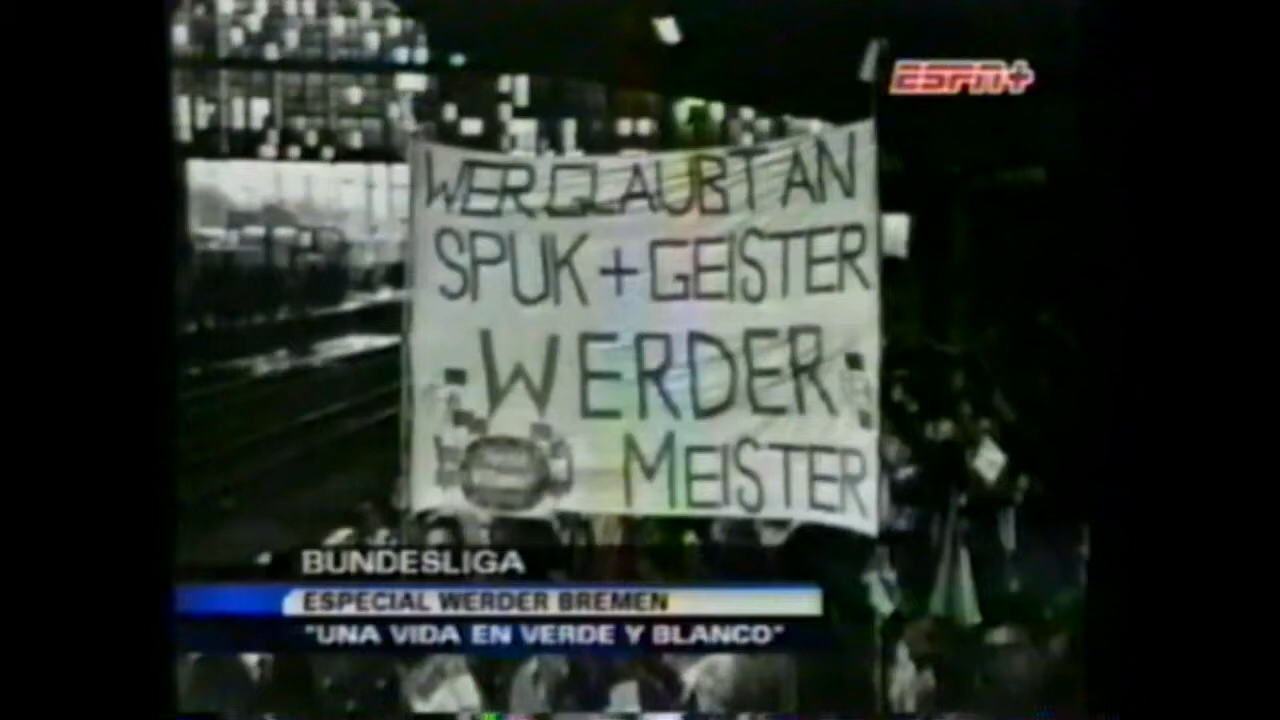 ESPN+
WER GLAUBT AN
SPUK + GEISTER
WERDER
MEISTER
BUNDESLIGA
ESPECIAL WERDER BREMEN
"UNA VIDA EN VERDE Y BLANCO"